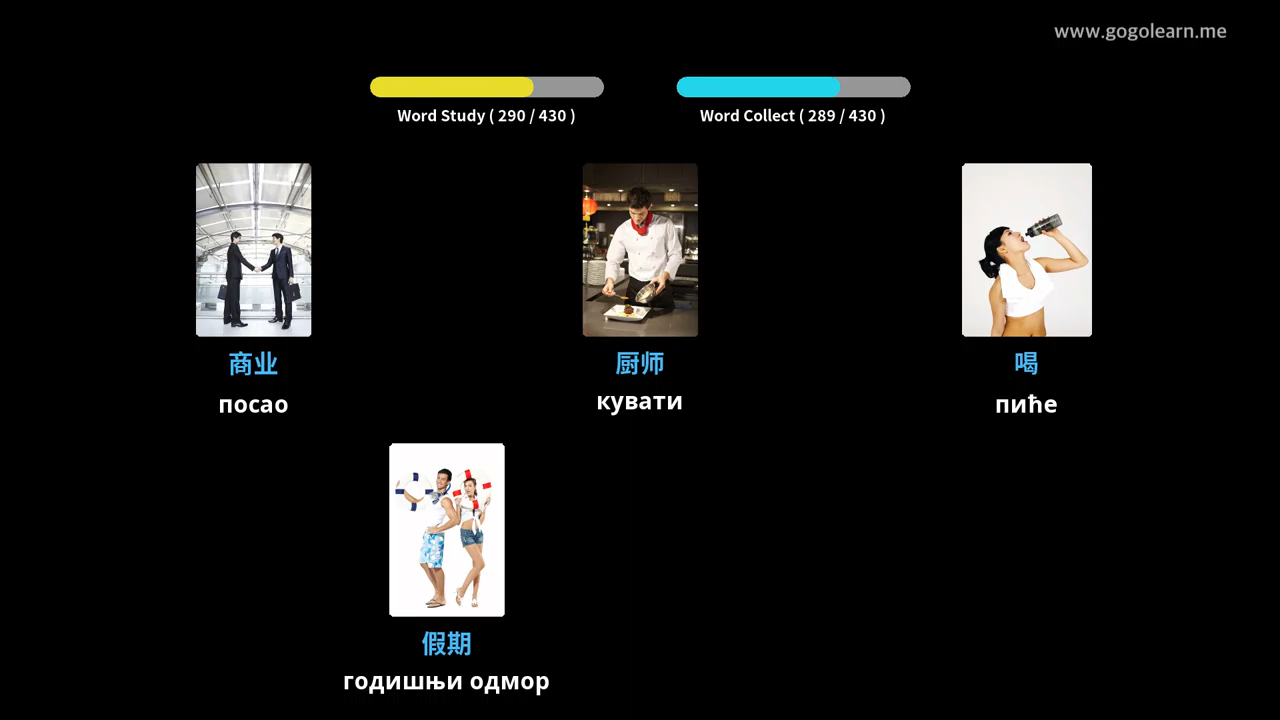 www.gogolearn.me
Word Study ( 290 / 430 )
Word Collect ( 289 / 430 )
商业
厨师
喝
посао
кувати
пиће
假期
годишњи одмор